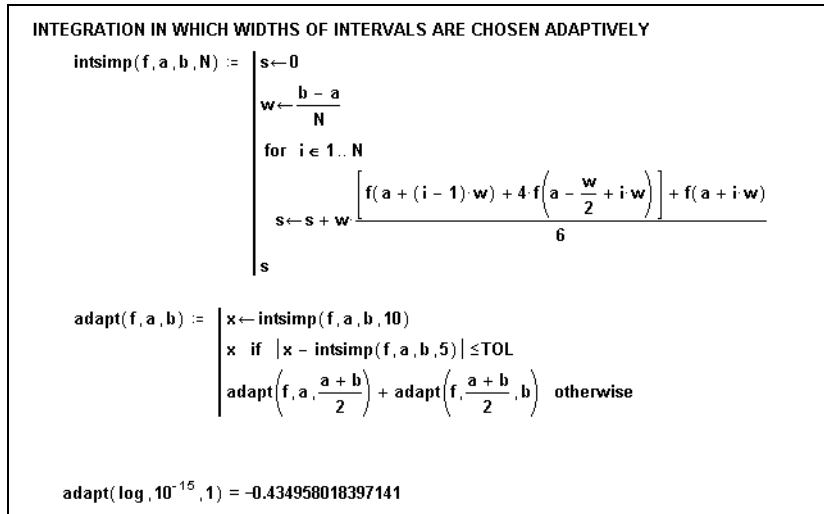 INTEGRATION IN WHICH WIDTHS OF INTERVALS ARE CHOSEN ADAPTIVELY
intsimp(f,a,b,N) := s←0
w← (b − a)/N
for i ∈ 1..N
s←s + w·([f(a + (i − 1)·w) + 4·f(a − w/2 + i·w)] + f(a + i·w))/6
s
adapt(f,a,b) := x←intsimp(f,a,b,10)
x if |x − intsimp(f,a,b,5)| ≤TOL
adapt(f,a,(a + b)/2) + adapt(f,(a + b)/2,b) otherwise
adapt(log,10^-15,1) = −0.434958018397141